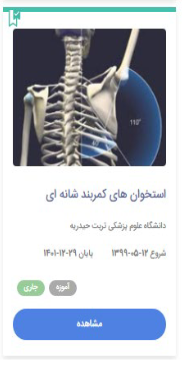 110°
استخوان های کمربند شانه ای
دانشگاه علوم پزشکی تربت حیدریه
شروع ۱۲-۰۵-۱۳۹۹ پایان ۲۹-۱۲-۱۴۰۱
آموزه جاری
مشاهده